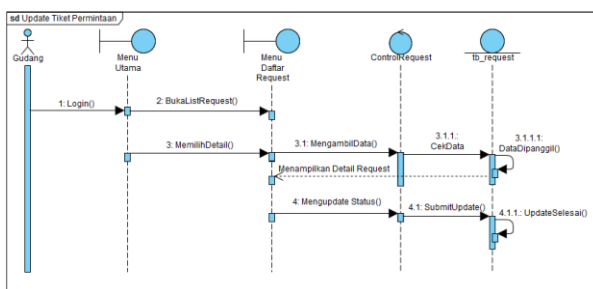 sd Update Tiket Permintaan
Gudang
Menu
Utama
Menu
Daftar
Request
ControlRequest
tb_request
1: Login()
2: BukaListRequest()
3: MemilihDetail()
3.1: MengambilData()
3.1.1.:
CekData
3.1.1.1:
DataDipanggil()
Menampilkan Detail Request
4: Mengupdate Status()
4.1: SubmitUpdate()
4.1.1.: UpdateSelesai()